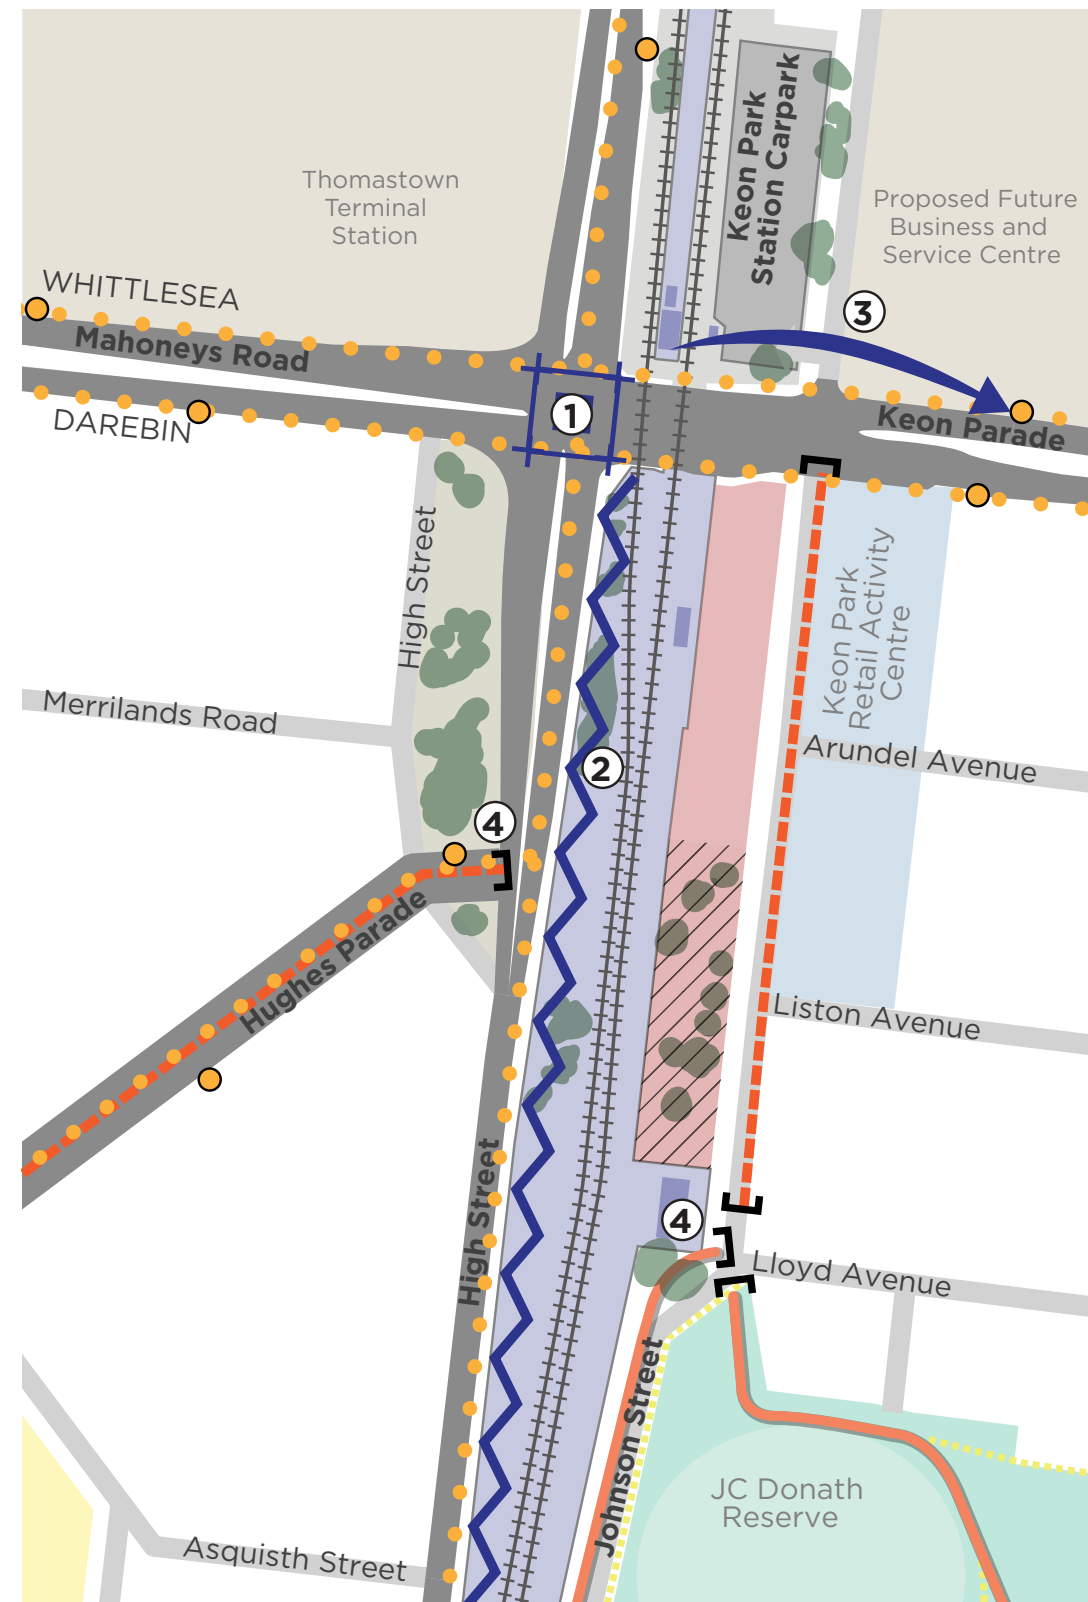 Keon Park
Station Carpark
Thomastown
Terminal
Station
Proposed Future
Business and
Service Centre
WHITTLESEA
3
Mahoneys Road
DAREBIN
1
Keon Parade
High Street
Keon Park
Retail Activity
Centre
Merrilands Road
Arundel Avenue
2
4
Hughes Parade
Liston Avenue
High Street
4
Lloyd Avenue
Johnson Street
JC Donath
Reserve
Asquisth Street